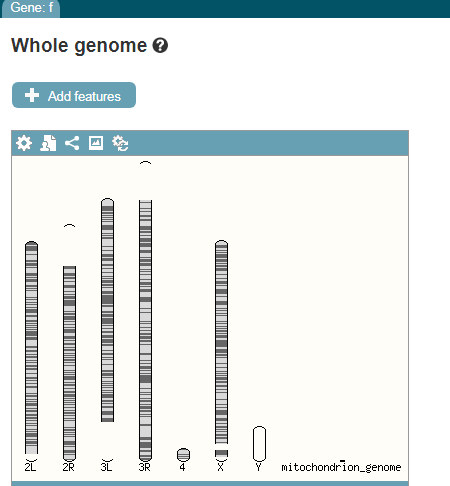 Gene: f
Whole genome ?
Add features
2L 2R 3L 3R 4 X Y mitochondrion_genome